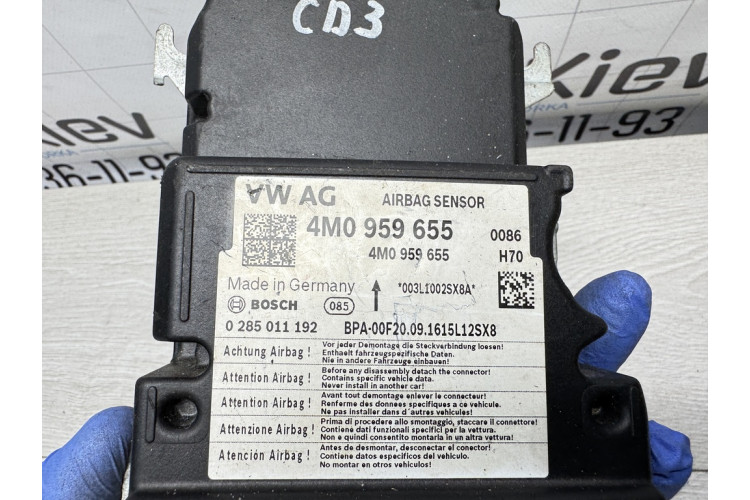 CD3
Kiev
36-11-93
Kiev
36-11-93
VW AG AIRBAG SENSOR
4M0 959 655 0086
4M0 959 655 H70
Made in Germany *003LI002SX8A*
BOSCH 085
0 285 011 192 BPA-00F20.09.1615L12SX8
Achtung Airbag! Vor jeder Demontage die Steckverbindung loesen!
Enthaelt fahrzeugspezifische Daten.
Nie in andere Fahrzeuge einbauen!
Attention Airbag! Before any disassembly detach the connector!
Contains specific vehicle data.
Never install in another car!
Attention Airbag! Avant tout demontage enlever le connecteur!
Renferme des donnees specifiques a ce vehicule.
Ne pas installer dans d'autres vehicules!
Attenzione Airbag! Prima di procedere allo smontaggio, staccare il connettore!
Contiene dati funzionali specifici per la vettura.
Non e quindi consentito montarla in un altra vettura!
Atención Airbag! Antes de desmontar, desconectar el conector!
Contiene datos específicos del vehículo.
No montar en otros vehículos!